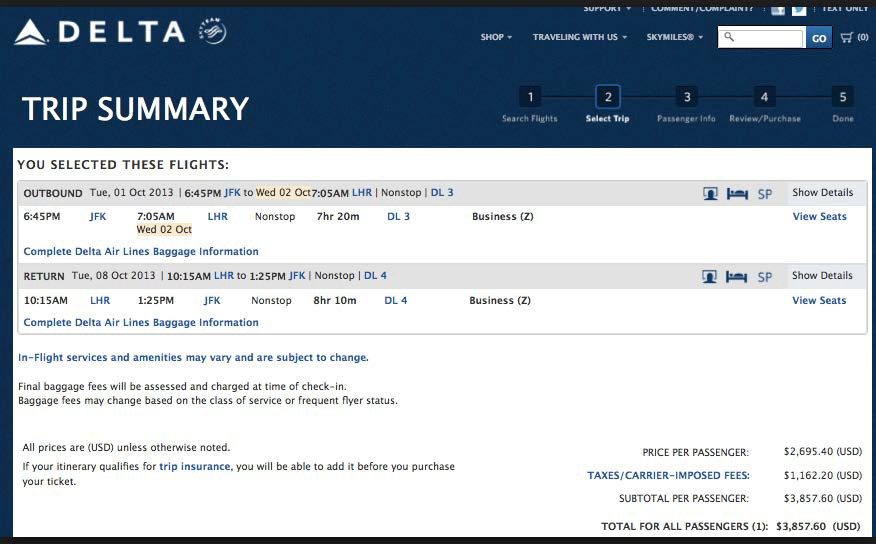 SUPPORT COMMENT/COMPLAINT? TEXT ONLY
DELTA SKYTEAM
SHOP TRAVELING WITH US SKYMILES® GO (0)
TRIP SUMMARY
1 2 3 4 5
Search Flights Select Trip Passenger Info Review/Purchase Done
YOU SELECTED THESE FLIGHTS:
OUTBOUND Tue, 01 Oct 2013 | 6:45PM JFK to Wed 02 Oct7:05AM LHR | Nonstop | DL 3 SP Show Details
6:45PM JFK 7:05AM LHR Nonstop 7hr 20m DL 3 Business (Z) View Seats
Wed 02 Oct
Complete Delta Air Lines Baggage Information
RETURN Tue, 08 Oct 2013 | 10:15AM LHR to 1:25PM JFK | Nonstop | DL 4 SP Show Details
10:15AM LHR 1:25PM JFK Nonstop 8hr 10m DL 4 Business (Z) View Seats
Complete Delta Air Lines Baggage Information
In-Flight services and amenities may vary and are subject to change.
Final baggage fees will be assessed and charged at time of check-in.
Baggage fees may change based on the class of service or frequent flyer status.
All prices are (USD) unless otherwise noted.
If your itinerary qualifies for trip insurance, you will be able to add it before you purchase
your ticket.
PRICE PER PASSENGER: $2,695.40 (USD)
TAXES/CARRIER-IMPOSED FEES: $1,162.20 (USD)
SUBTOTAL PER PASSENGER: $3,857.60 (USD)
TOTAL FOR ALL PASSENGERS (1): $3,857.60 (USD)